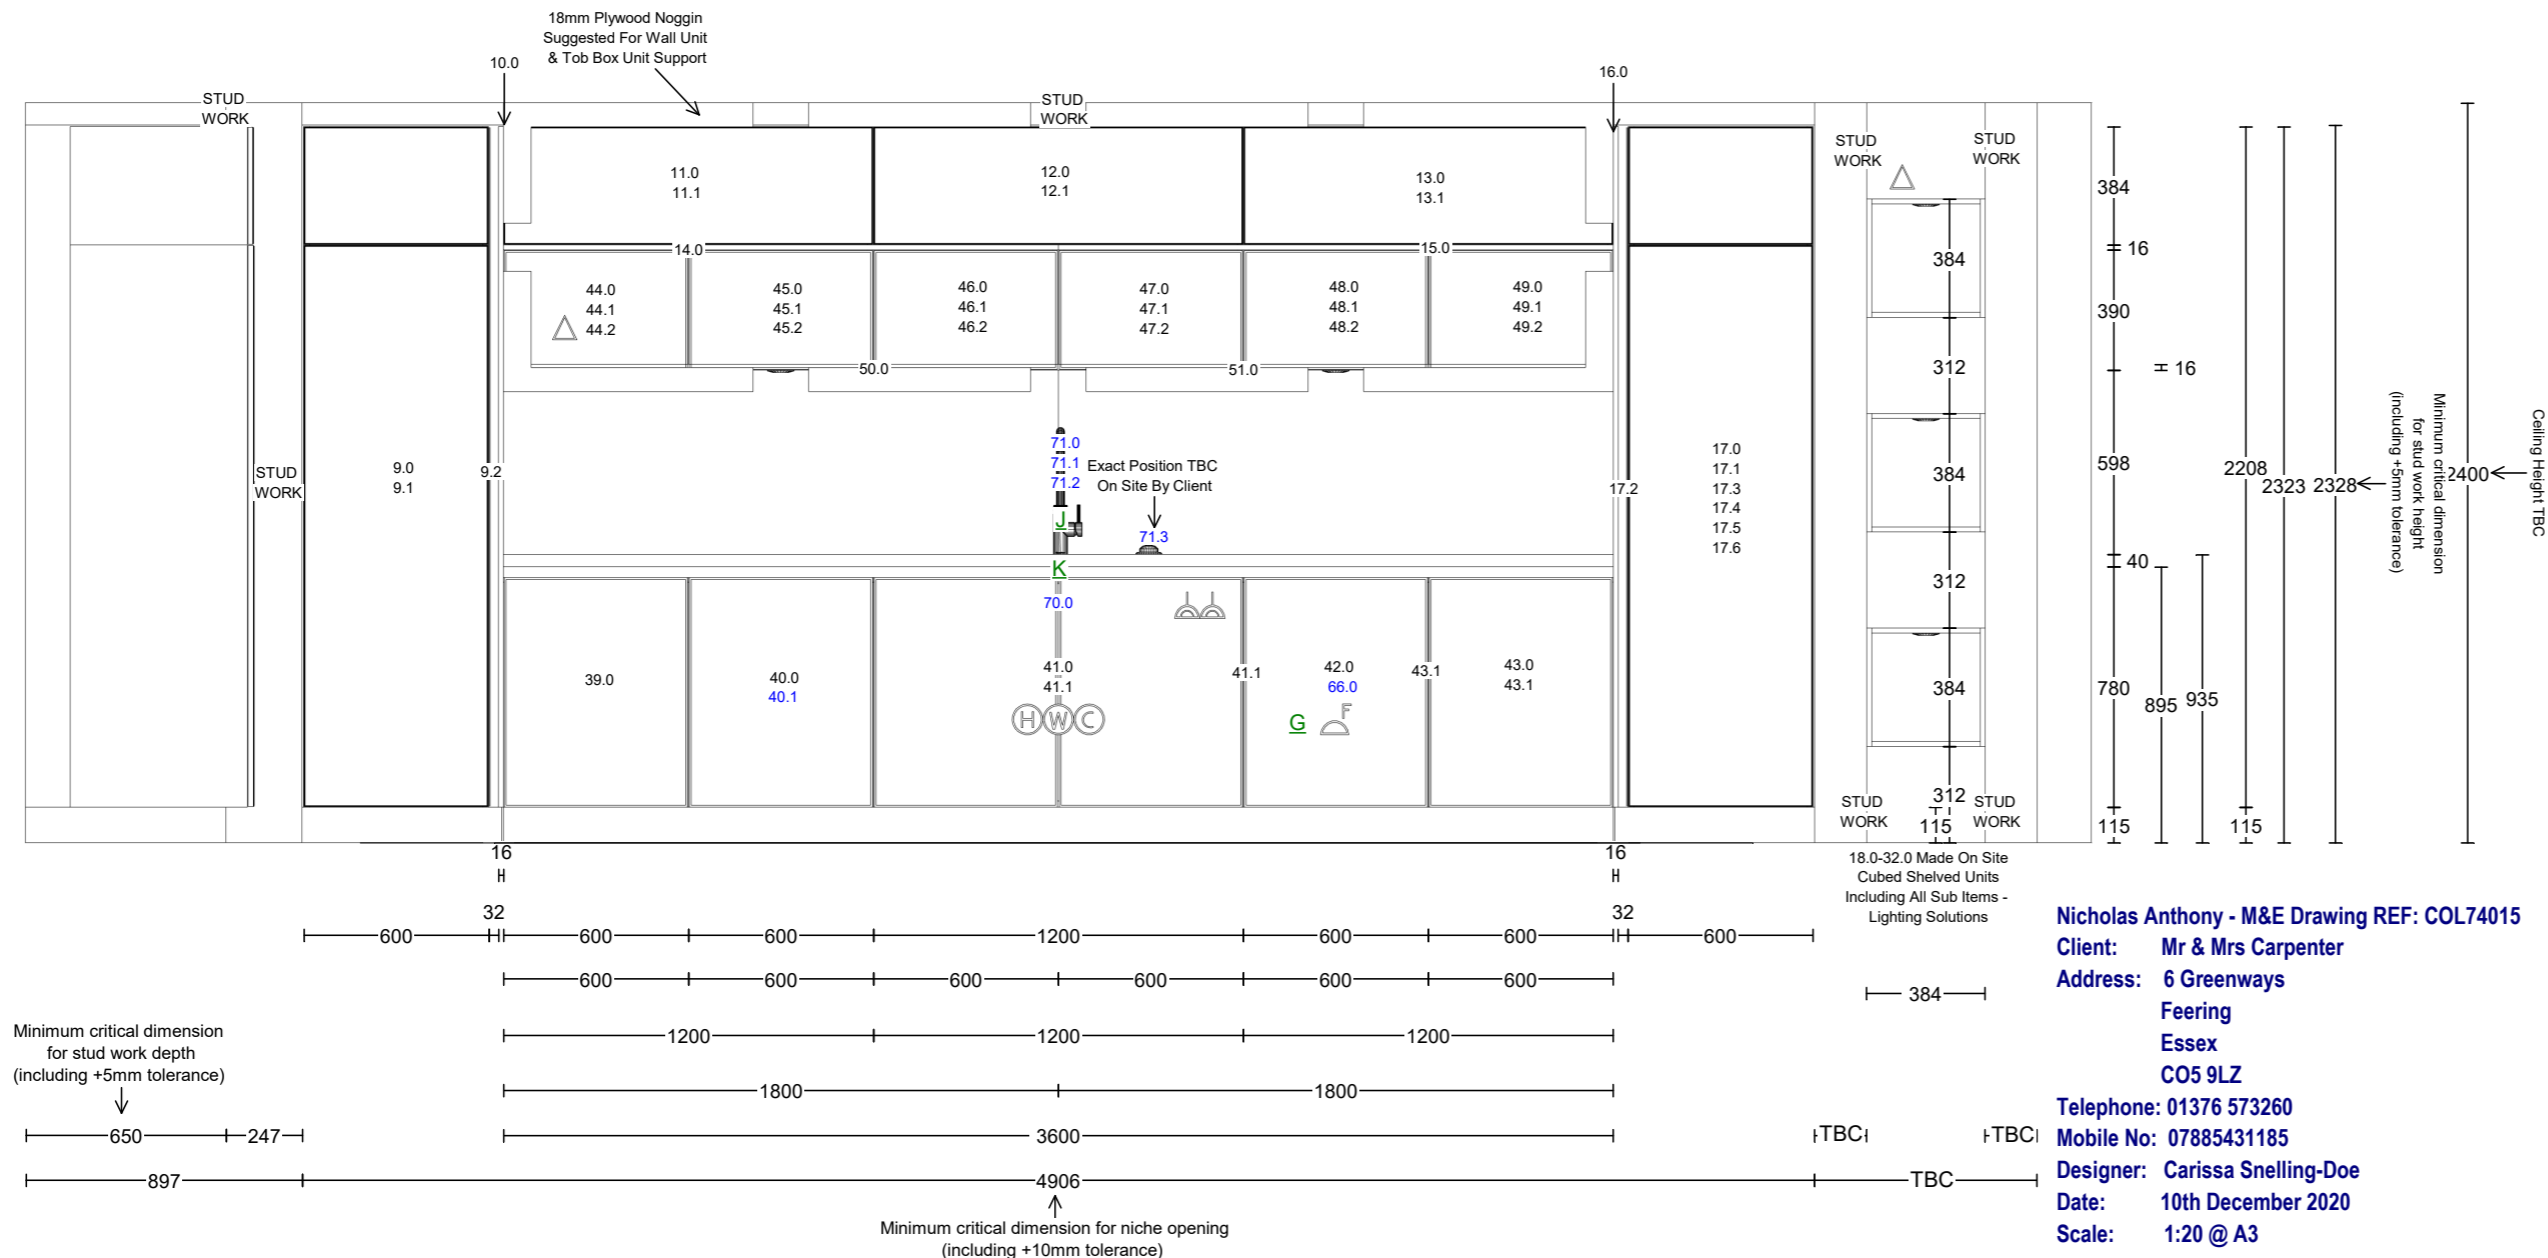 18mm Plywood Noggin
Suggested For Wall Unit
& Tob Box Unit Support
10.0
16.0
STUD
WORK
STUD
WORK
STUD
WORK
STUD
WORK
11.0
11.1
12.0
12.1
13.0
13.1
14.0
15.0
44.0
44.1
44.2
45.0
45.1
45.2
46.0
46.1
46.2
47.0
47.1
47.2
48.0
48.1
48.2
49.0
49.1
49.2
50.0
51.0
STUD
WORK
9.0
9.1
9.2
71.0
71.1
71.2
Exact Position TBC
On Site By Client
J
71.3
K
70.0
17.2
17.0
17.1
17.3
17.4
17.5
17.6
39.0
40.0
40.1
41.0
41.1
H W C
41.1
42.0
66.0
G
F
43.1
43.0
43.1
384
312
384
312
384
312
115
STUD
WORK
STUD
WORK
384
16
390
16
598
40
780
895
935
115
2208
115
2323
2328
Minimum critical dimension
for stud work height
(including +5mm tolerance)
2400
Ceiling Height TBC
18.0-32.0 Made On Site
Cubed Shelved Units
Including All Sub Items -
Lighting Solutions
16
16
32
32
600 600 600 1200 600 600 600
600 600 600 600 600 600
384
1200 1200 1200
1800 1800
Minimum critical dimension
for stud work depth
(including +5mm tolerance)
650 247 3600 TBC TBC
897 4906 TBC
Minimum critical dimension for niche opening
(including +10mm tolerance)
Nicholas Anthony - M&E Drawing REF: COL74015
Client: Mr & Mrs Carpenter
Address: 6 Greenways
Feering
Essex
CO5 9LZ
Telephone: 01376 573260
Mobile No: 07885431185
Designer: Carissa Snelling-Doe
Date: 10th December 2020
Scale: 1:20 @ A3